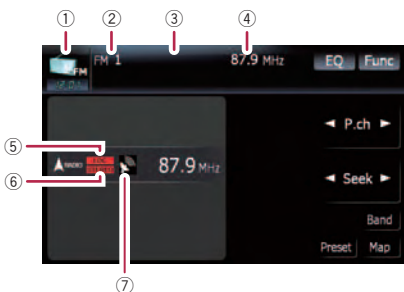 ① ② ③ ④
FM 1 87.9 MHz EQ Func
FM
◄ P.ch ►
⑤
RADIO 87.9 MHz
⑥
◄ Seek ►
Band
Preset Map
⑦